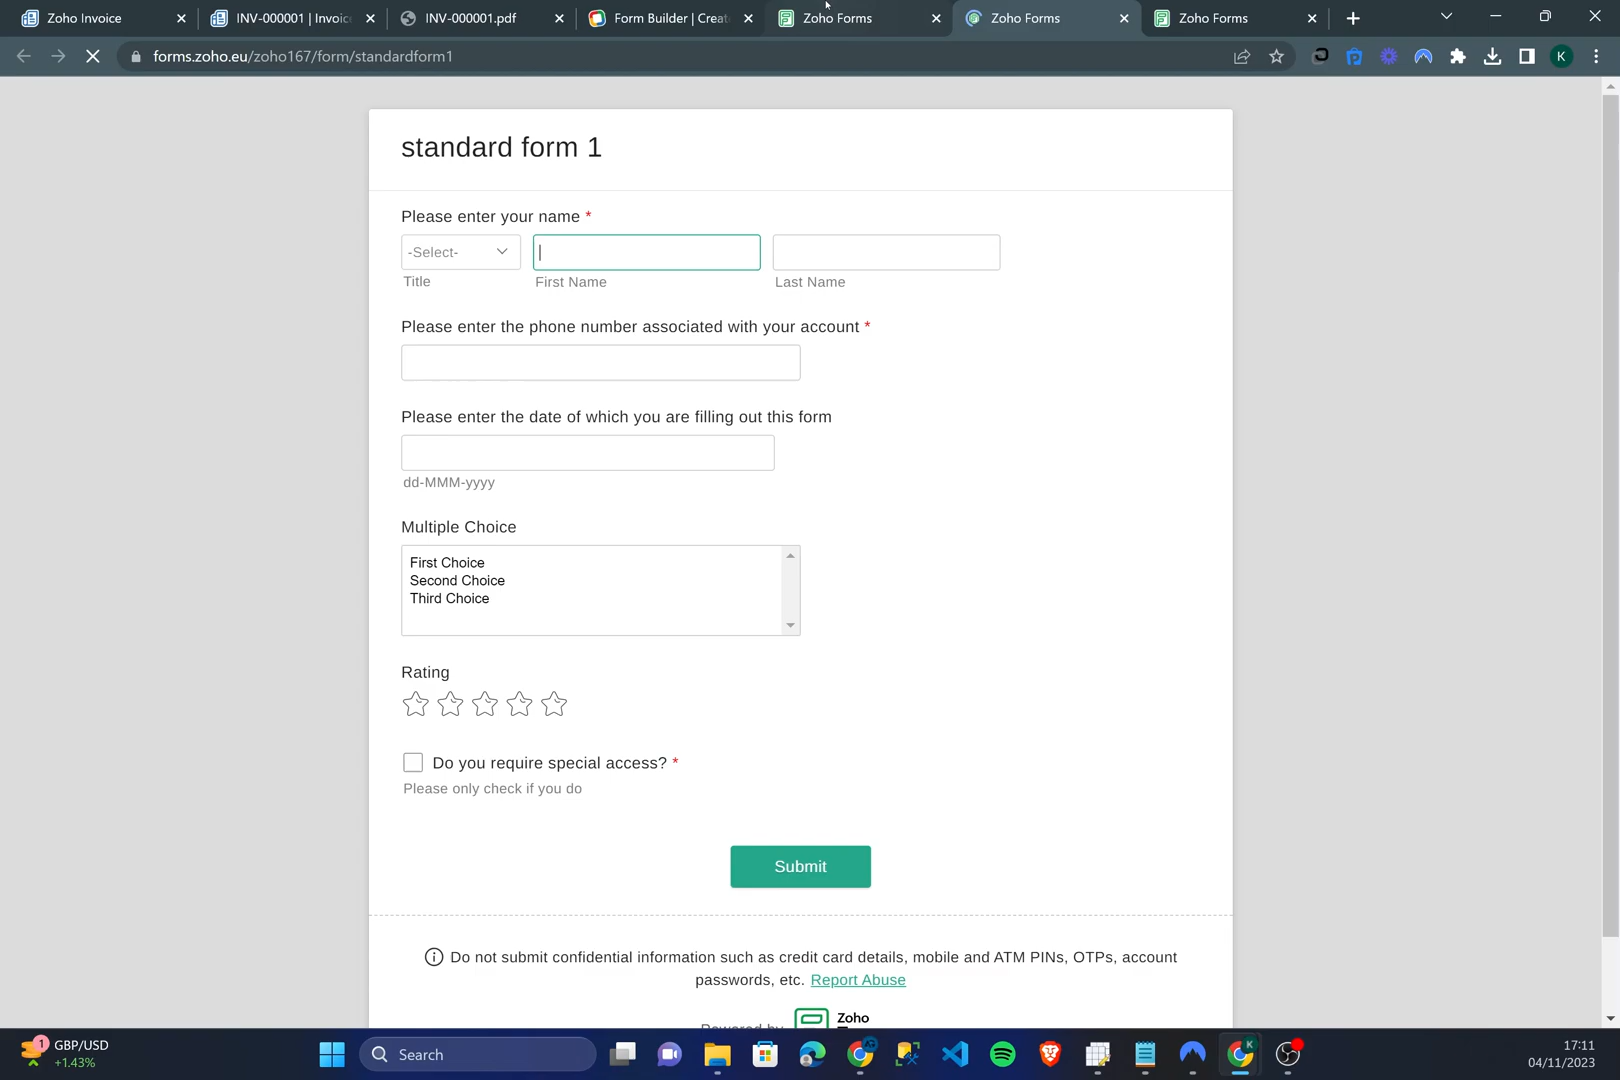 Zoho Invoice
INV-000001 | Invoice
INV-000001.pdf
Form Builder | Creat
Zoho Forms
Zoho Forms
Zoho Forms
forms.zoho.eu/zoho167/form/standardform1
K
standard form 1
Please enter your name *
-Select-
Title
First Name
Last Name
Please enter the phone number associated with your account *
Please enter the date of which you are filling out this form
dd-MMM-yyyy
Multiple Choice
First Choice
Second Choice
Third Choice
Rating
Do you require special access? *
Please only check if you do
Submit
Do not submit confidential information such as credit card details, mobile and ATM PINs, OTPs, account
passwords, etc. Report Abuse
Powered by Zoho
1
GBP/USD
+1.43%
Search
K
17:11
04/11/2023